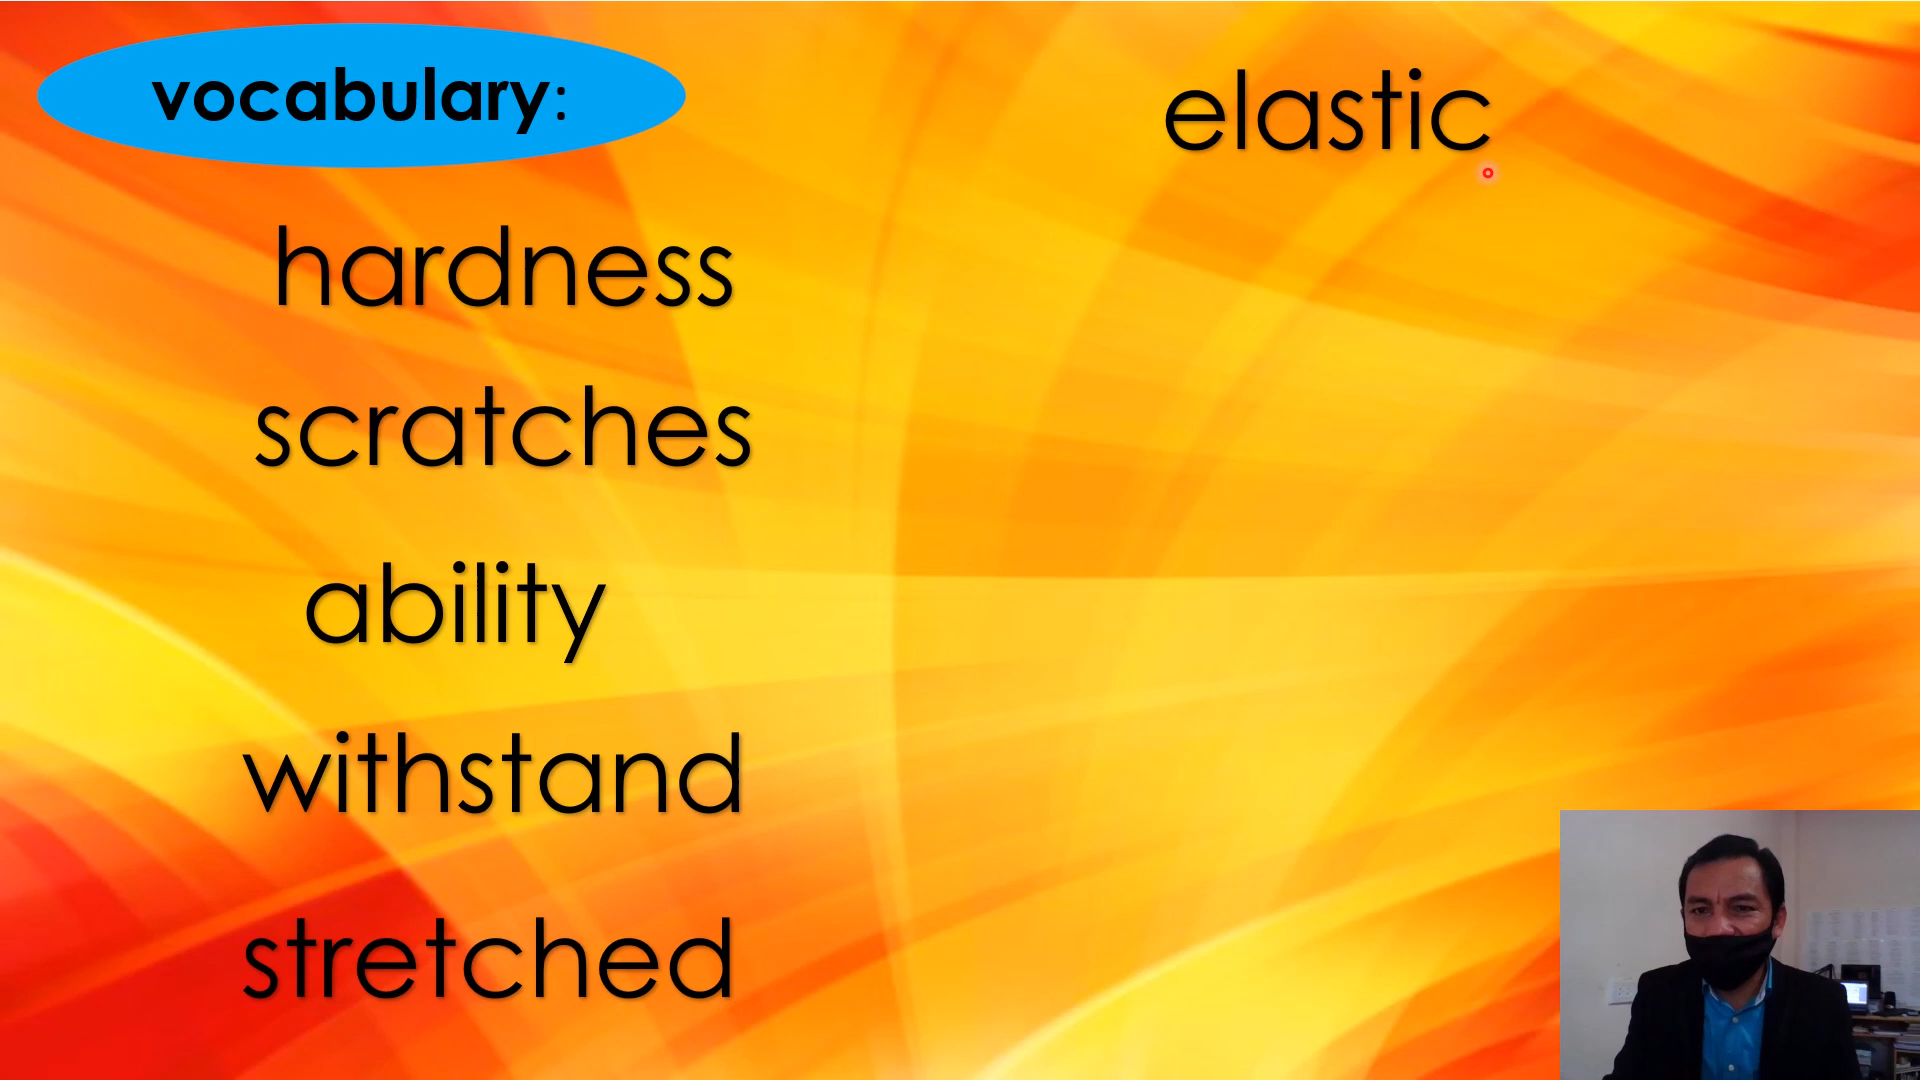 vocabulary:
hardness
scratches
ability
withstand
stretched
elastic